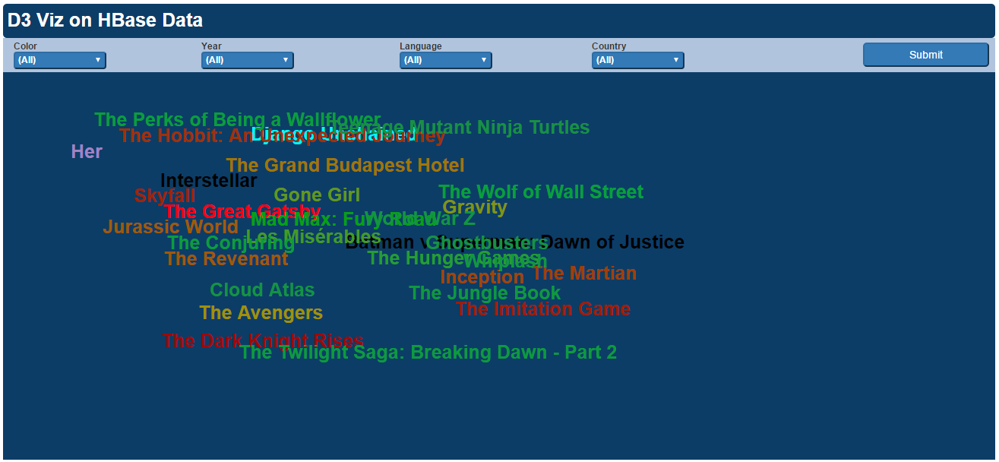 D3 Viz on HBase Data
Color
Year
Language
Country
(All)
(All)
(All)
(All)
Submit
The Perks of Being a Wallflower
Teenage Mutant Ninja Turtles
Django Unchained
The Hobbit: An Unexpected Journey
Her
The Grand Budapest Hotel
Interstellar
The Wolf of Wall Street
Skyfall
Gone Girl
Gravity
The Great Gatsby
Mad Max: Fury Road
World War Z
Jurassic World
Les Misérables
The Conjuring
Batman v Superman: Dawn of Justice
Ghostbusters
The Revenant
The Hunger Games
Whiplash
The Martian
Inception
Cloud Atlas
The Jungle Book
The Avengers
The Imitation Game
The Dark Knight Rises
The Twilight Saga: Breaking Dawn - Part 2